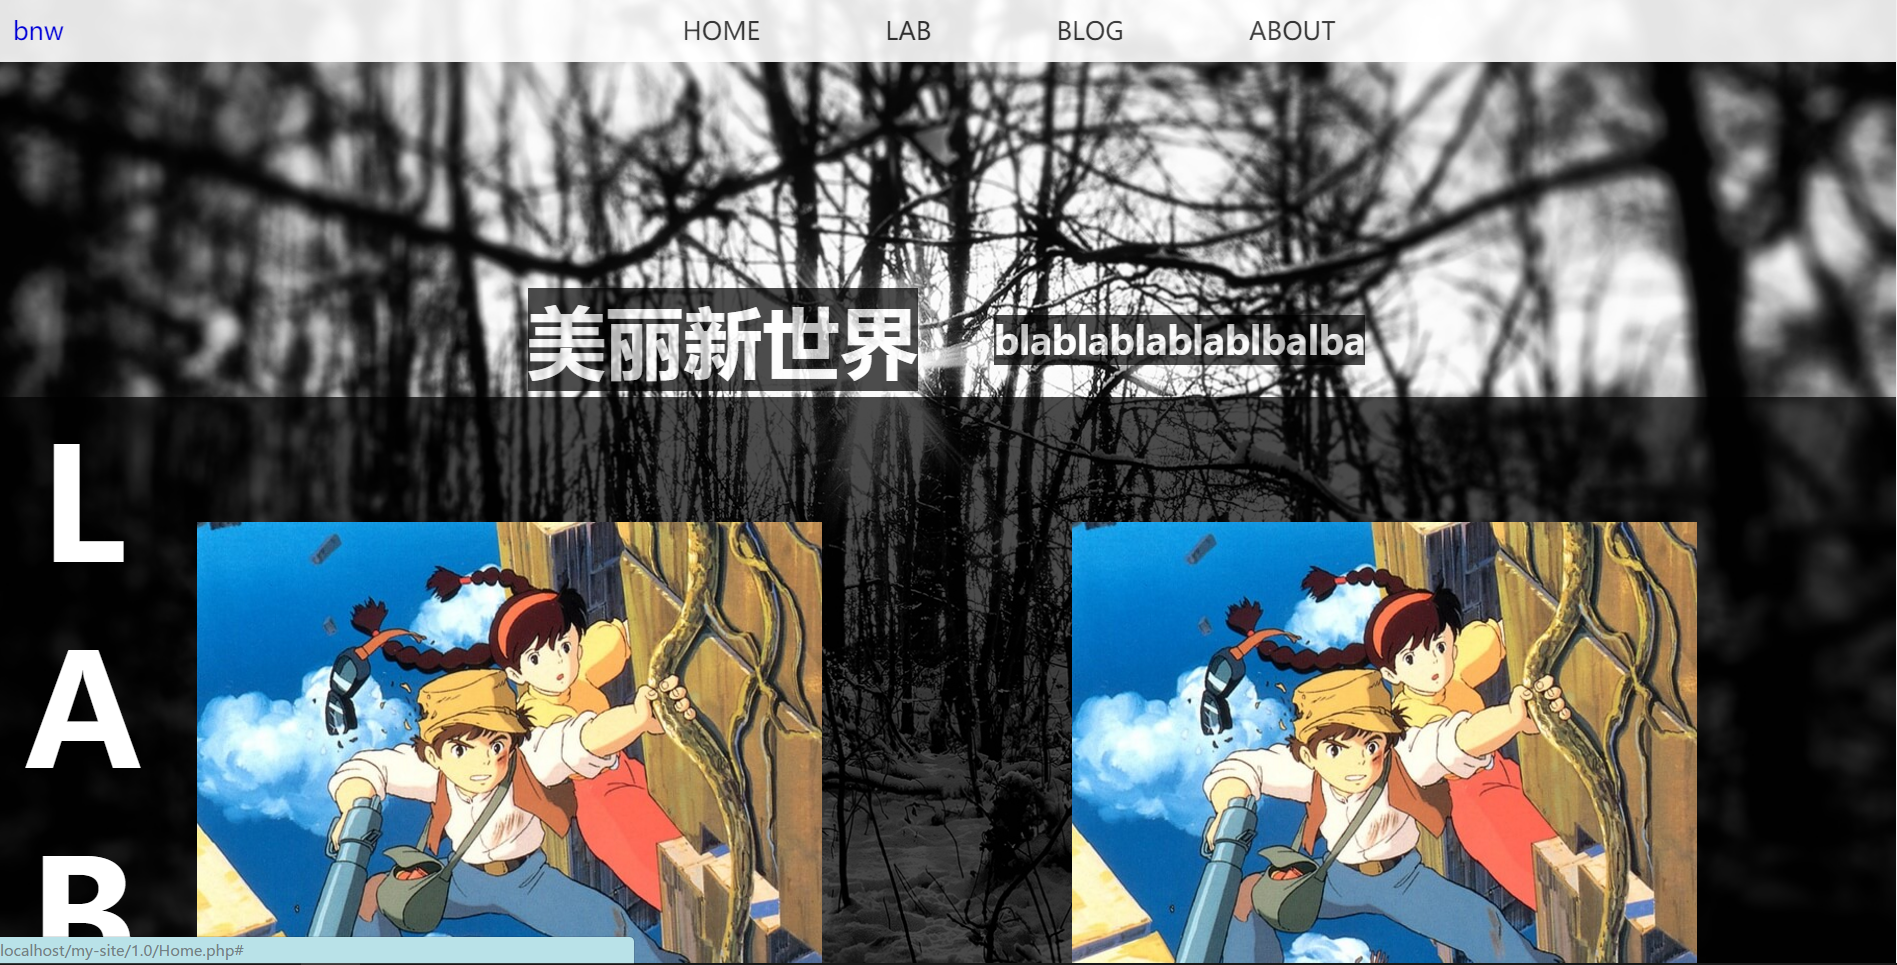 bnw HOME LAB BLOG ABOUT
美丽新世界 blablablablablbalba
L
A
B
localhost/my-site/1.0/Home.php#